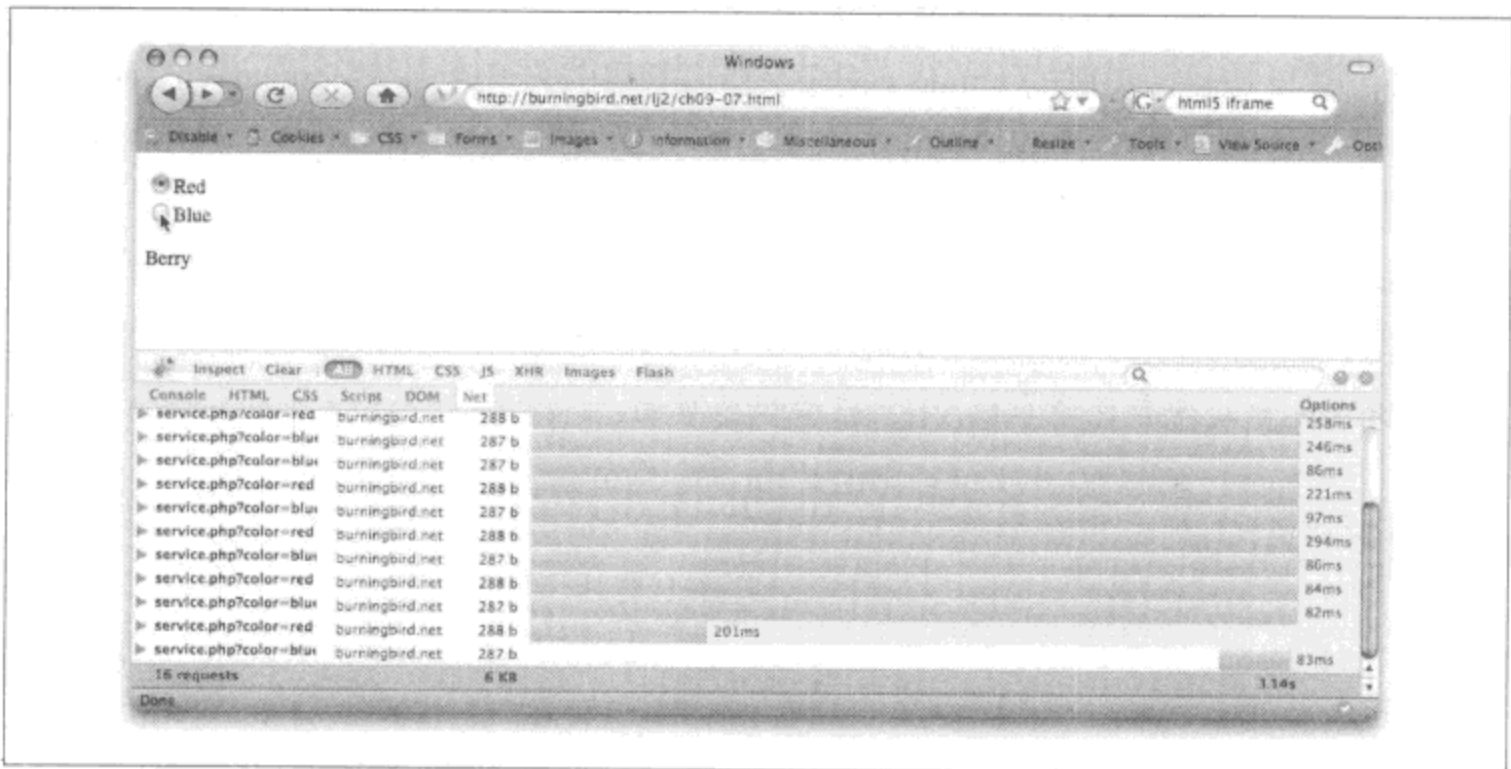 Windows
http://burningbird.net/lj2/ch09-07.html
html5 iframe
Disable Cookies CSS Forms Images Information Miscellaneous Outline Resize Tools View Source
Red
Blue
Berry
Inspect Clear All HTML CSS JS XHR Images Flash
Console HTML CSS Script DOM Net Options
service.php?color=red burningbird.net 288 b 258ms
service.php?color=blu burningbird.net 287 b 246ms
service.php?color=blu burningbird.net 287 b 86ms
service.php?color=red burningbird.net 288 b 221ms
service.php?color=blu burningbird.net 287 b 97ms
service.php?color=red burningbird.net 288 b 294ms
service.php?color=blu burningbird.net 287 b 86ms
service.php?color=red burningbird.net 288 b 84ms
service.php?color=blu burningbird.net 287 b 82ms
service.php?color=red burningbird.net 288 b 201ms
service.php?color=blu burningbird.net 287 b 83ms
16 requests 6 KB 1.14s
Done